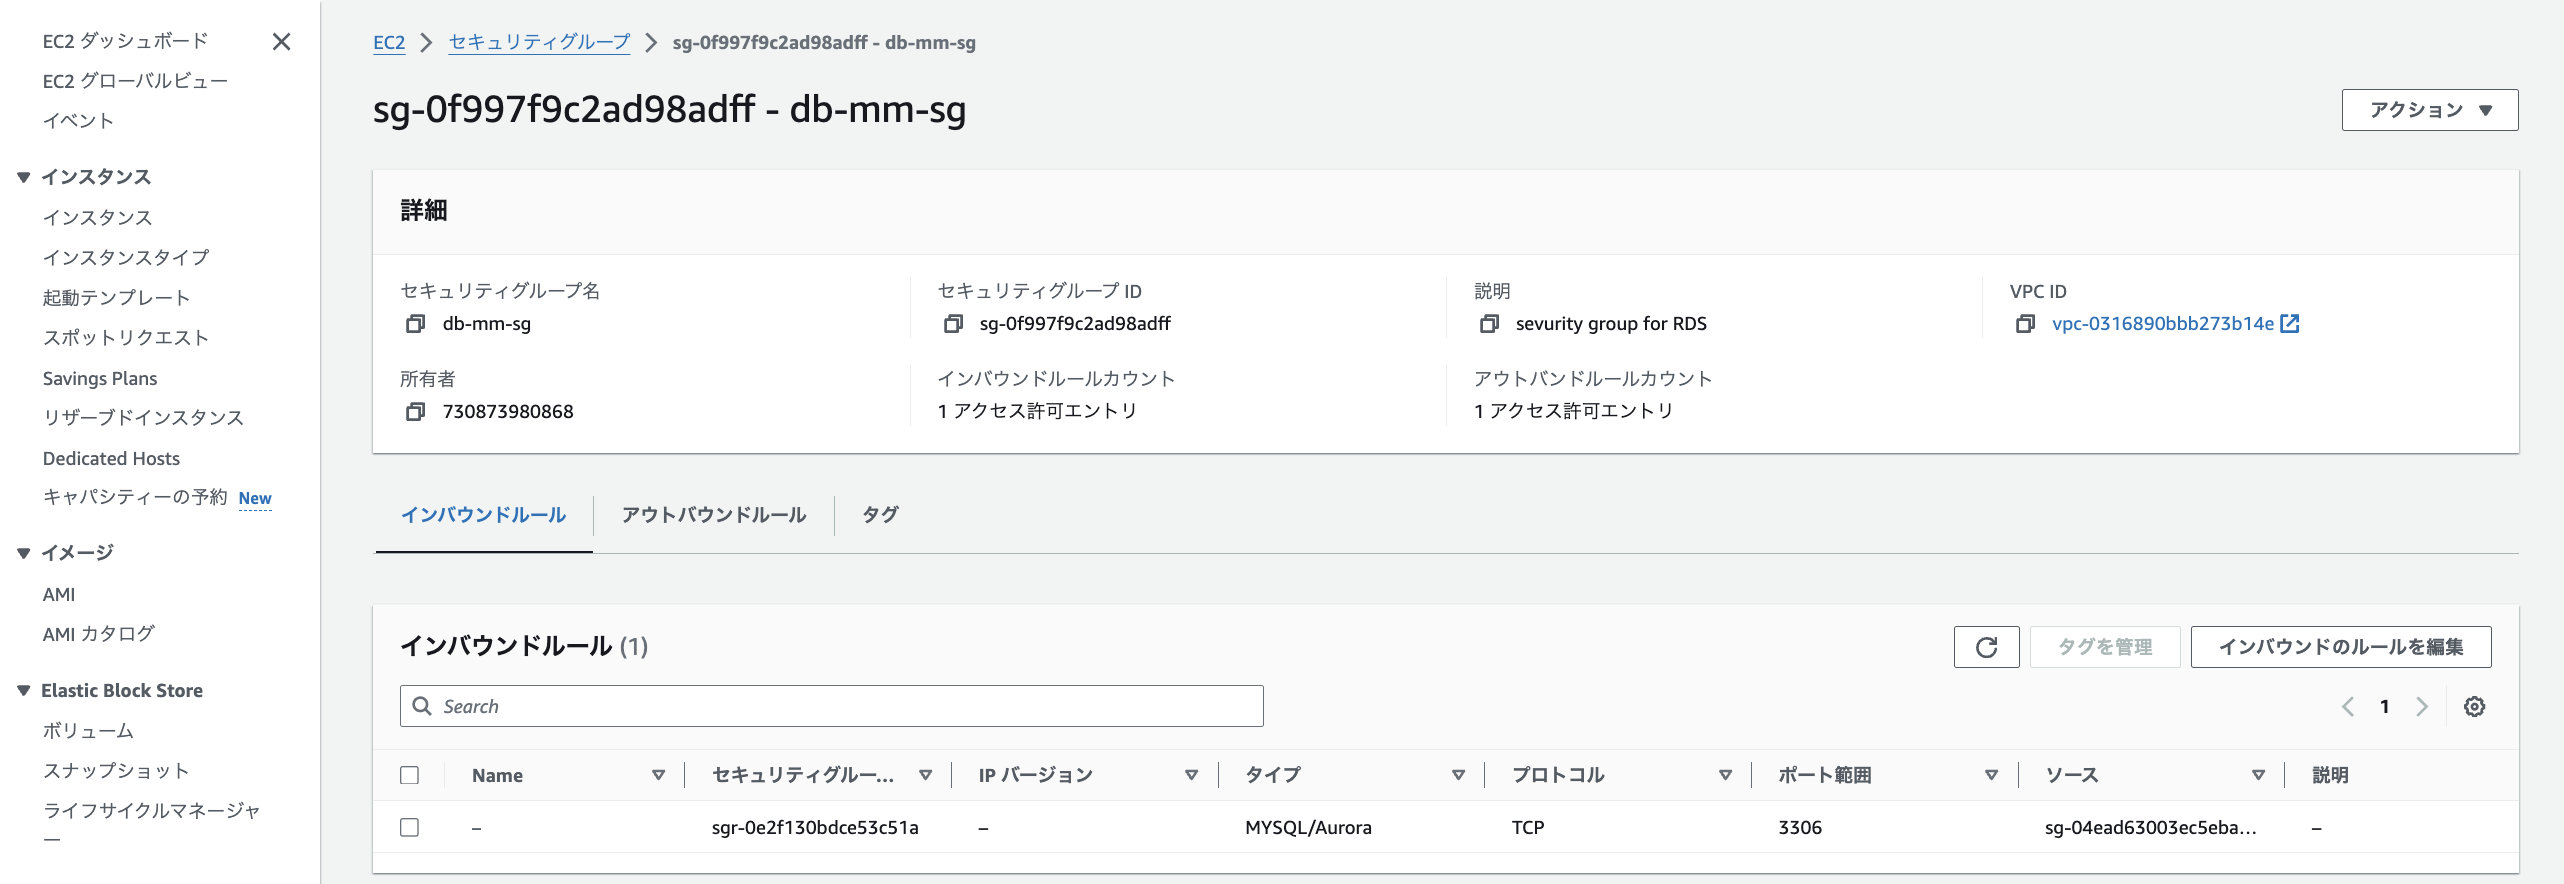 EC2 ダッシュボード
EC2 グローバルビュー
イベント
インスタンス
インスタンス
インスタンスタイプ
起動テンプレート
スポットリクエスト
Savings Plans
リザーブドインスタンス
Dedicated Hosts
キャパシティーの予約 New
イメージ
AMI
AMI カタログ
Elastic Block Store
ボリューム
スナップショット
ライフサイクルマネージャ
ー
EC2 > セキュリティグループ > sg-0f997f9c2ad98adff - db-mm-sg
sg-0f997f9c2ad98adff - db-mm-sg
アクション
詳細
セキュリティグループ名
db-mm-sg
セキュリティグループ ID
sg-0f997f9c2ad98adff
説明
sevurity group for RDS
VPC ID
vpc-0316890bbb273b14e
所有者
730873980868
インバウンドルールカウント
1 アクセス許可エントリ
アウトバンドルールカウント
1 アクセス許可エントリ
インバウンドルール アウトバウンドルール タグ
インバウンドルール (1)
タグを管理
インバウンドのルールを編集
Search
1
Name セキュリティグルー... IP バージョン タイプ プロトコル ポート範囲 ソース 説明
– sgr-0e2f130bdce53c51a – MYSQL/Aurora TCP 3306 sg-04ead63003ec5eba... –